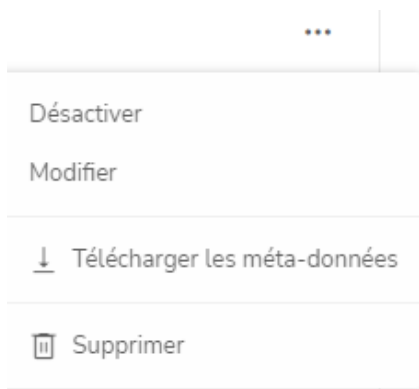 Désactiver
Modifier
Télécharger les méta-données
Supprimer